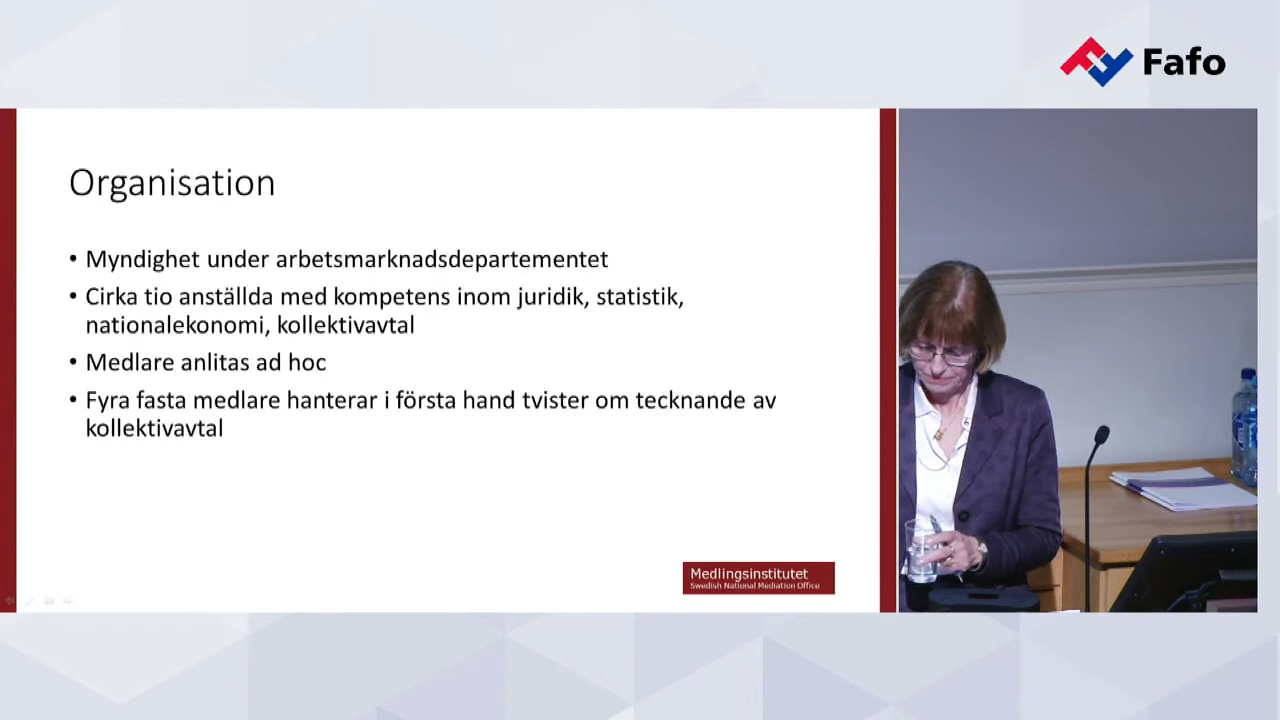 Fafo
Organisation
• Myndighet under arbetsmarknadsdepartementet
• Cirka tio anställda med kompetens inom juridik, statistik,
nationalekonomi, kollektivavtal
• Medlare anlitas ad hoc
• Fyra fasta medlare hanterar i första hand tvister om tecknande av
kollektivavtal
Medlingsinstitutet
Swedish National Mediation Office